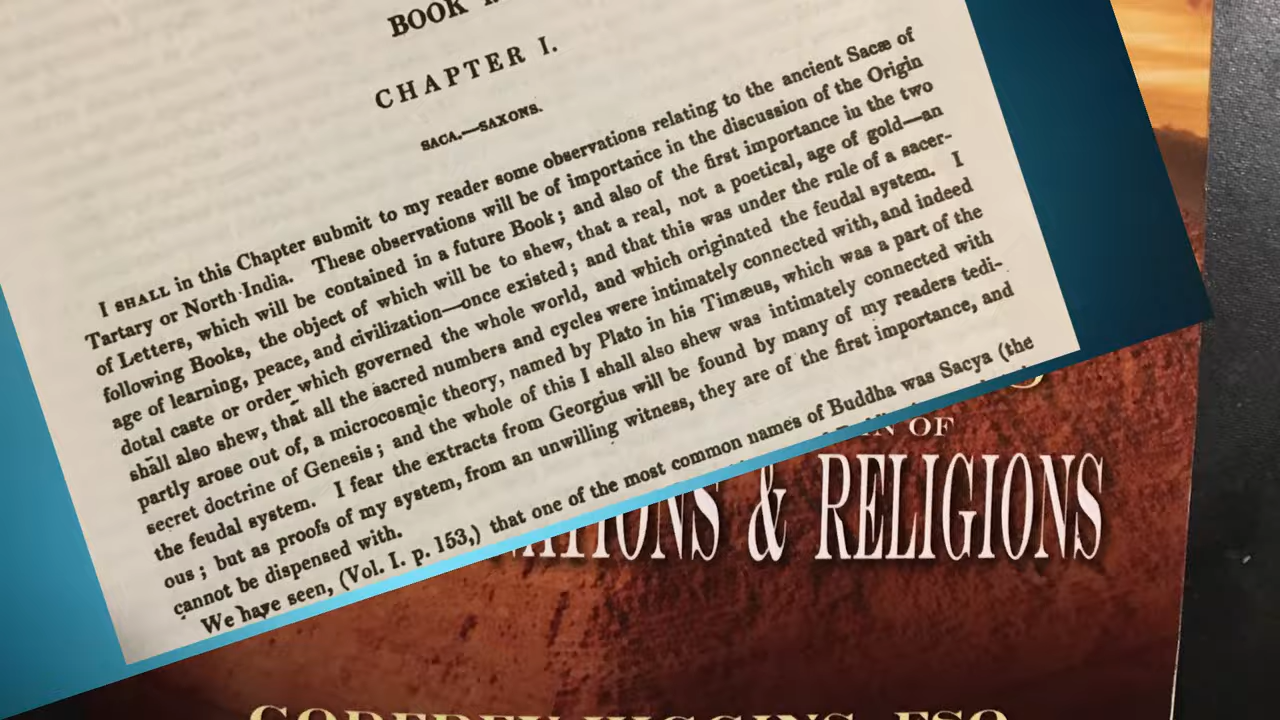 BOOK
CHAPTER I.
SACA.—SAXONS.
I SHALL in this Chapter submit to my reader some observations relating to the ancient Sacæ of
Tartary or North India. These observations will be of importance in the discussion of the Origin
of Letters, which will be contained in a future Book; and also of the first importance in the two
following Books, the object of which will be to shew, that a real, not a poetical, age of gold—an
age of learning, peace, and civilization—once existed; and that this was under the rule of a sacer-
dotal caste or order which governed the whole world, and which originated the feudal system. I
shall also shew, that all the sacred numbers and cycles were intimately connected with, and indeed
partly arose out of, a microcosmic theory, named by Plato in his Timæus, which was a part of the
secret doctrine of Genesis; and the whole of this I shall also shew was intimately connected with
the feudal system. I fear the extracts from Georgius will be found by many of my readers tedi-
ous; but as proofs of my system, from an unwilling witness, they are of the first importance, and
cannot be dispensed with.
We have seen, (Vol. I. p. 153,) that one of the most common names of Buddha was Sacya (the
OF
NATIONS & RELIGIONS
GODFREY HIGGINS, ESQ.